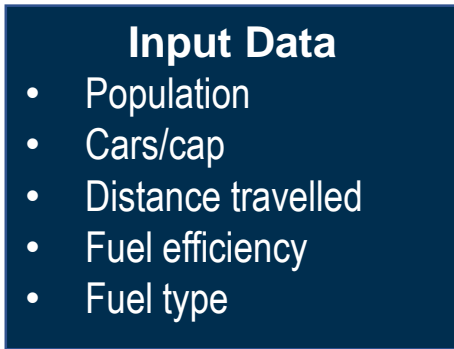 Input Data
• Population
• Cars/cap
• Distance travelled
• Fuel efficiency
• Fuel type